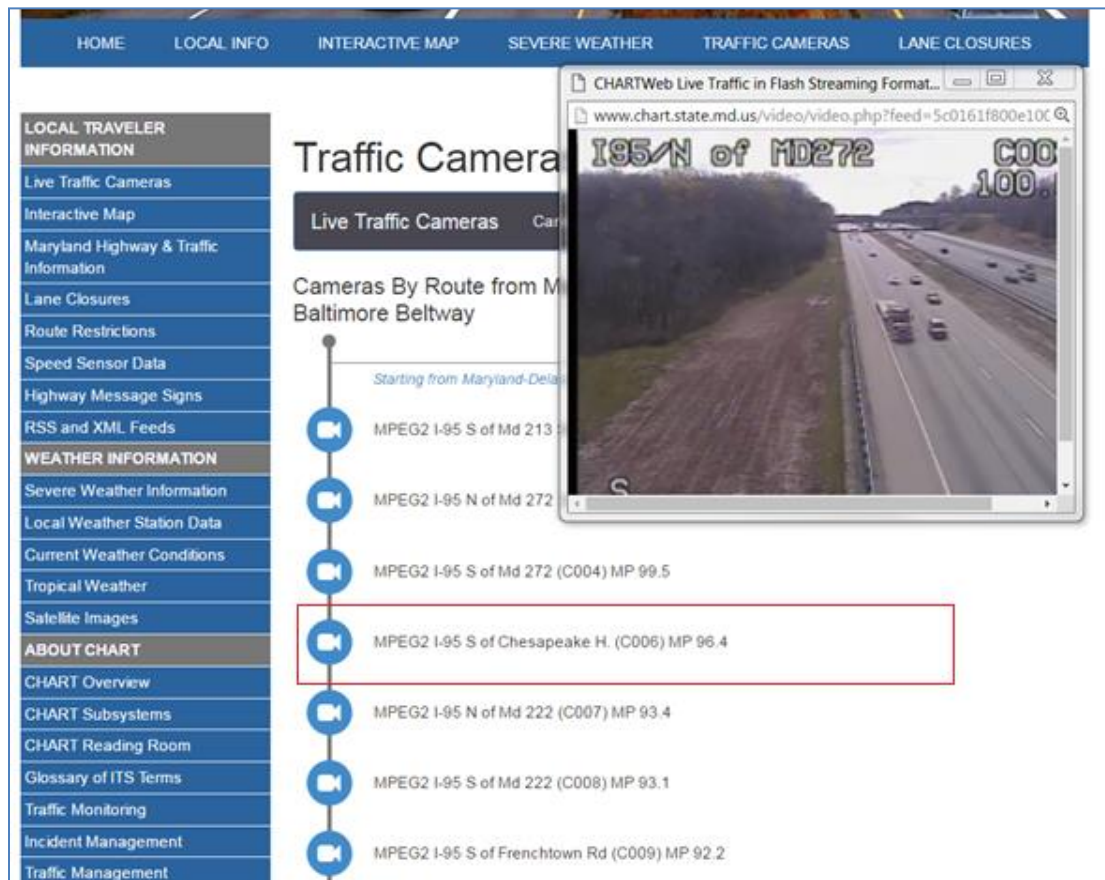 HOME LOCAL INFO INTERACTIVE MAP SEVERE WEATHER TRAFFIC CAMERAS LANE CLOSURES
LOCAL TRAVELER
INFORMATION
Live Traffic Cameras
Interactive Map
Maryland Highway & Traffic
Information
Lane Closures
Route Restrictions
Speed Sensor Data
Highway Message Signs
RSS and XML Feeds
WEATHER INFORMATION
Severe Weather Information
Local Weather Station Data
Current Weather Conditions
Tropical Weather
Satellite Images
ABOUT CHART
CHART Overview
CHART Subsystems
CHART Reading Room
Glossary of ITS Terms
Traffic Monitoring
Incident Management
Traffic Management
Traffic Camera
Live Traffic Cameras
Cameras By Route from M
Baltimore Beltway
Starting from Maryland-Dela
MPEG2 I-95 S of Md 213
MPEG2 I-95 N of Md 272
MPEG2 I-95 S of Md 272 (C004) MP 99.5
MPEG2 I-95 S of Chesapeake H. (C006) MP 96.4
MPEG2 I-95 N of Md 222 (C007) MP 93.4
MPEG2 I-95 S of Md 222 (C008) MP 93.1
MPEG2 I-95 S of Frenchtown Rd (C009) MP 92.2
CHARTWeb Live Traffic in Flash Streaming Format...
www.chart.state.md.us/video/video.php?feed=5c0161f800e100
I95/N of MD272 C00
100.
S